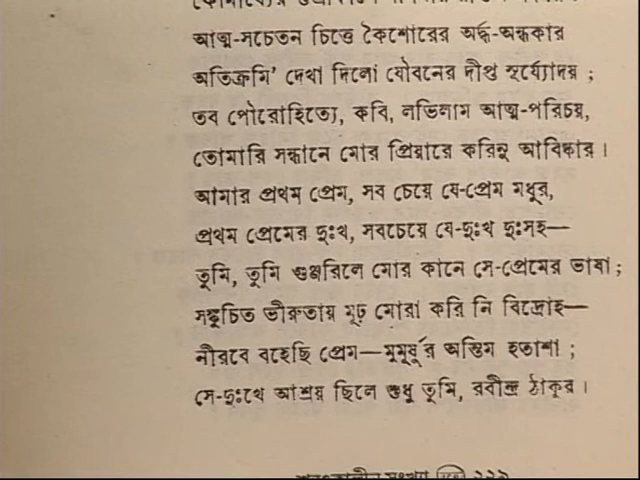 আত্ম-সচেতন চিত্তে কৈশোরের অর্দ্ধ-অন্ধকার
অতিক্রমি' দেখা দিলো যৌবনের দীপ্ত সূর্য্যোদয় ;
তব পৌরোহিত্যে, কবি, লভিলাম আত্ম-পরিচয়,
তোমারি সন্ধানে মোর প্রিয়ারে করিনু আবিষ্কার ।
আমার প্রথম প্রেম, সব চেয়ে যে-প্রেম মধুর,
প্রথম প্রেমের দুঃখ, সবচেয়ে যে-দুঃখ দুঃসহ—
তুমি, তুমি গুঞ্জরিলে মোর কানে সে-প্রেমের ভাষা ;
সঙ্কুচিত ভীরুতায় মূঢ় মোরা করি নি বিদ্রোহ—
নীরবে বহেছি প্রেম—মুমূর্ষুর অন্তিম হতাশা ;
সে-দুঃখে আশ্রয় ছিলে শুধু তুমি, রবীন্দ্র ঠাকুর ।